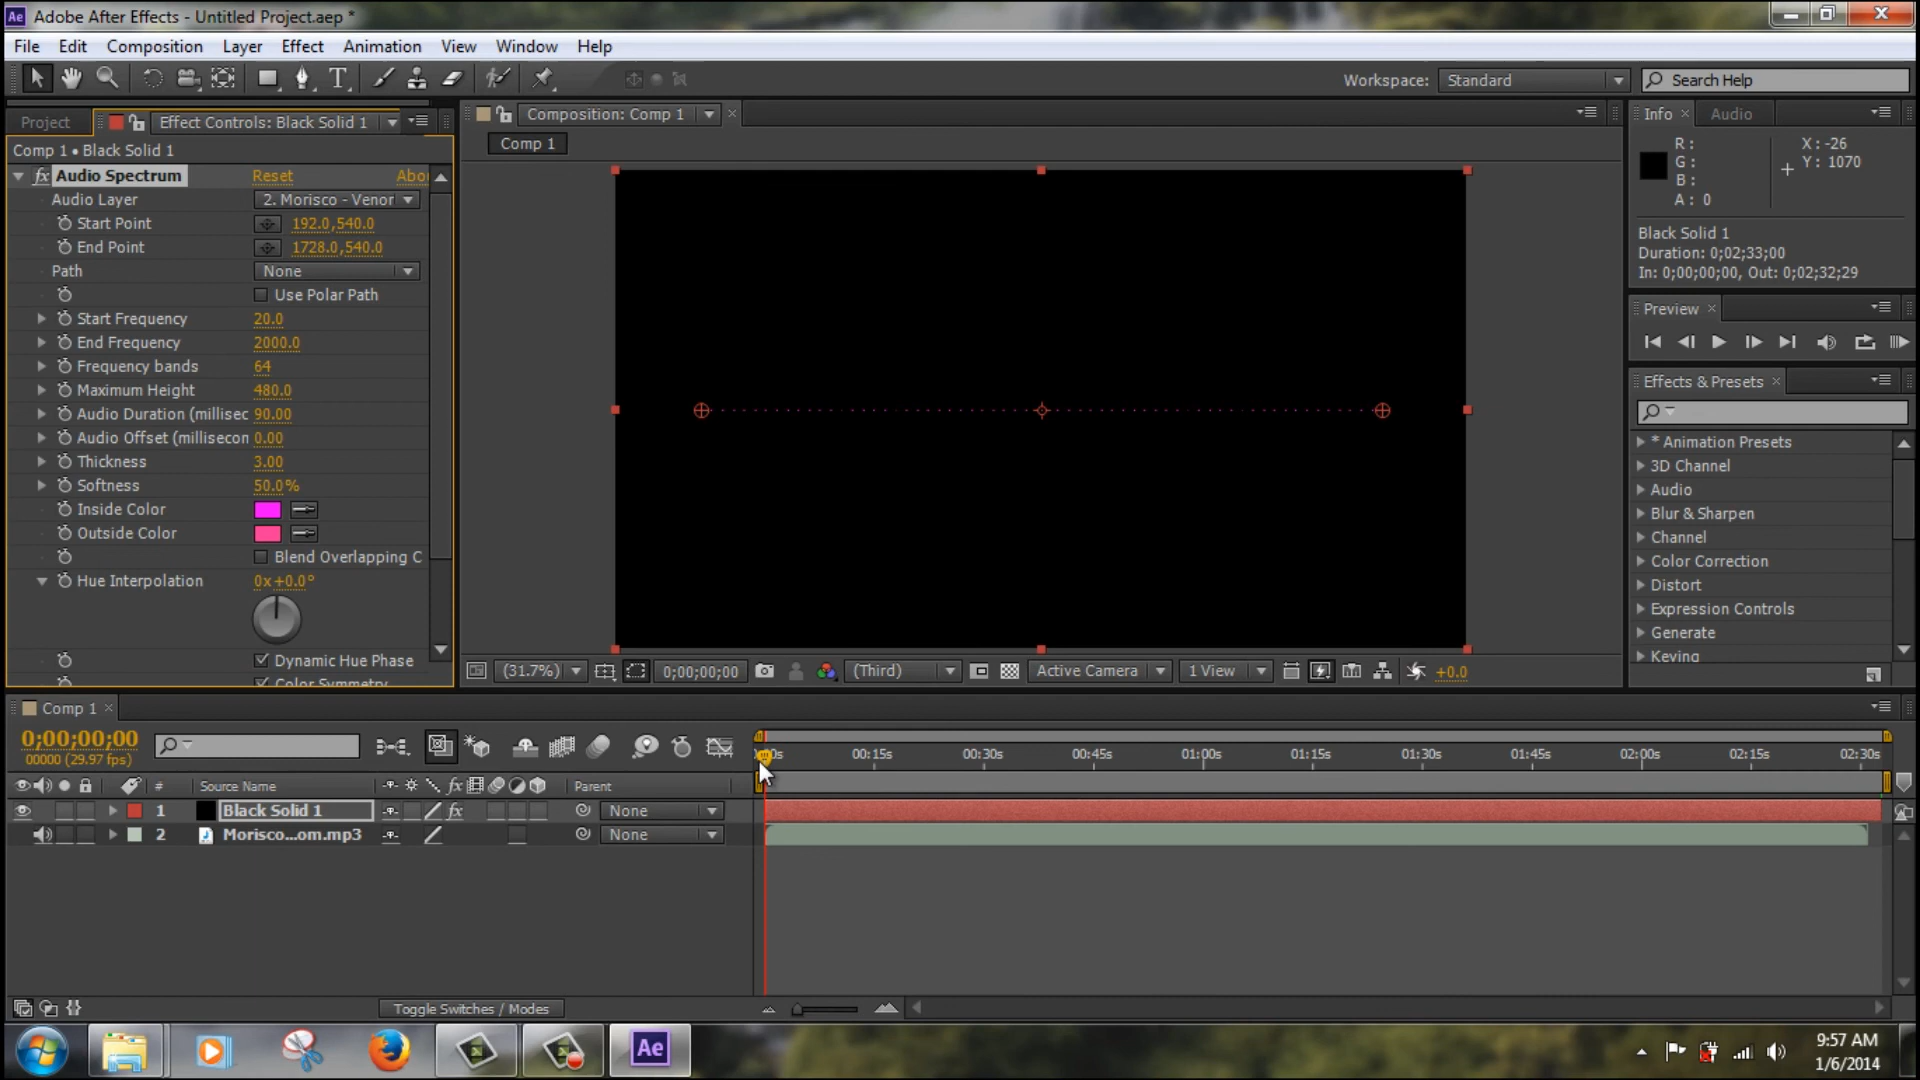 Adobe After Effects - Untitled Project.aep *
File Edit Composition Layer Effect Animation View Window Help
Workspace: Standard Search Help
Project Effect Controls: Black Solid 1
Comp 1 • Black Solid 1
fx Audio Spectrum Reset Abo
Audio Layer 2. Morisco - Venor
Start Point 192.0,540.0
End Point 1728.0,540.0
Path None
Use Polar Path
Start Frequency 20.0
End Frequency 2000.0
Frequency bands 64
Maximum Height 480.0
Audio Duration (millisec 90.00
Audio Offset (millisecon 0.00
Thickness 3.00
Softness 50.0%
Inside Color
Outside Color
Blend Overlapping C
Hue Interpolation 0x+0.0°
Dynamic Hue Phase
Color Symmetry
Composition: Comp 1
Comp 1
(31.7%) 0;00;00;00 (Third) Active Camera 1 View +0.0
Info Audio
R : X : -26
G : Y : 1070
B :
A : 0
Black Solid 1
Duration: 0;02;33;00
In: 0;00;00;00, Out: 0;02;32;29
Preview
Effects & Presets
* Animation Presets
3D Channel
Audio
Blur & Sharpen
Channel
Color Correction
Distort
Expression Controls
Generate
Keying
Comp 1
0;00;00;00
00000 (29.97 fps)
00s 00:15s 00:30s 00:45s 01:00s 01:15s 01:30s 01:45s 02:00s 02:15s 02:30s
# Source Name fx Parent
1 Black Solid 1 fx None
2 Morisco...om.mp3 None
Toggle Switches / Modes
Ae
9:57 AM
1/6/2014